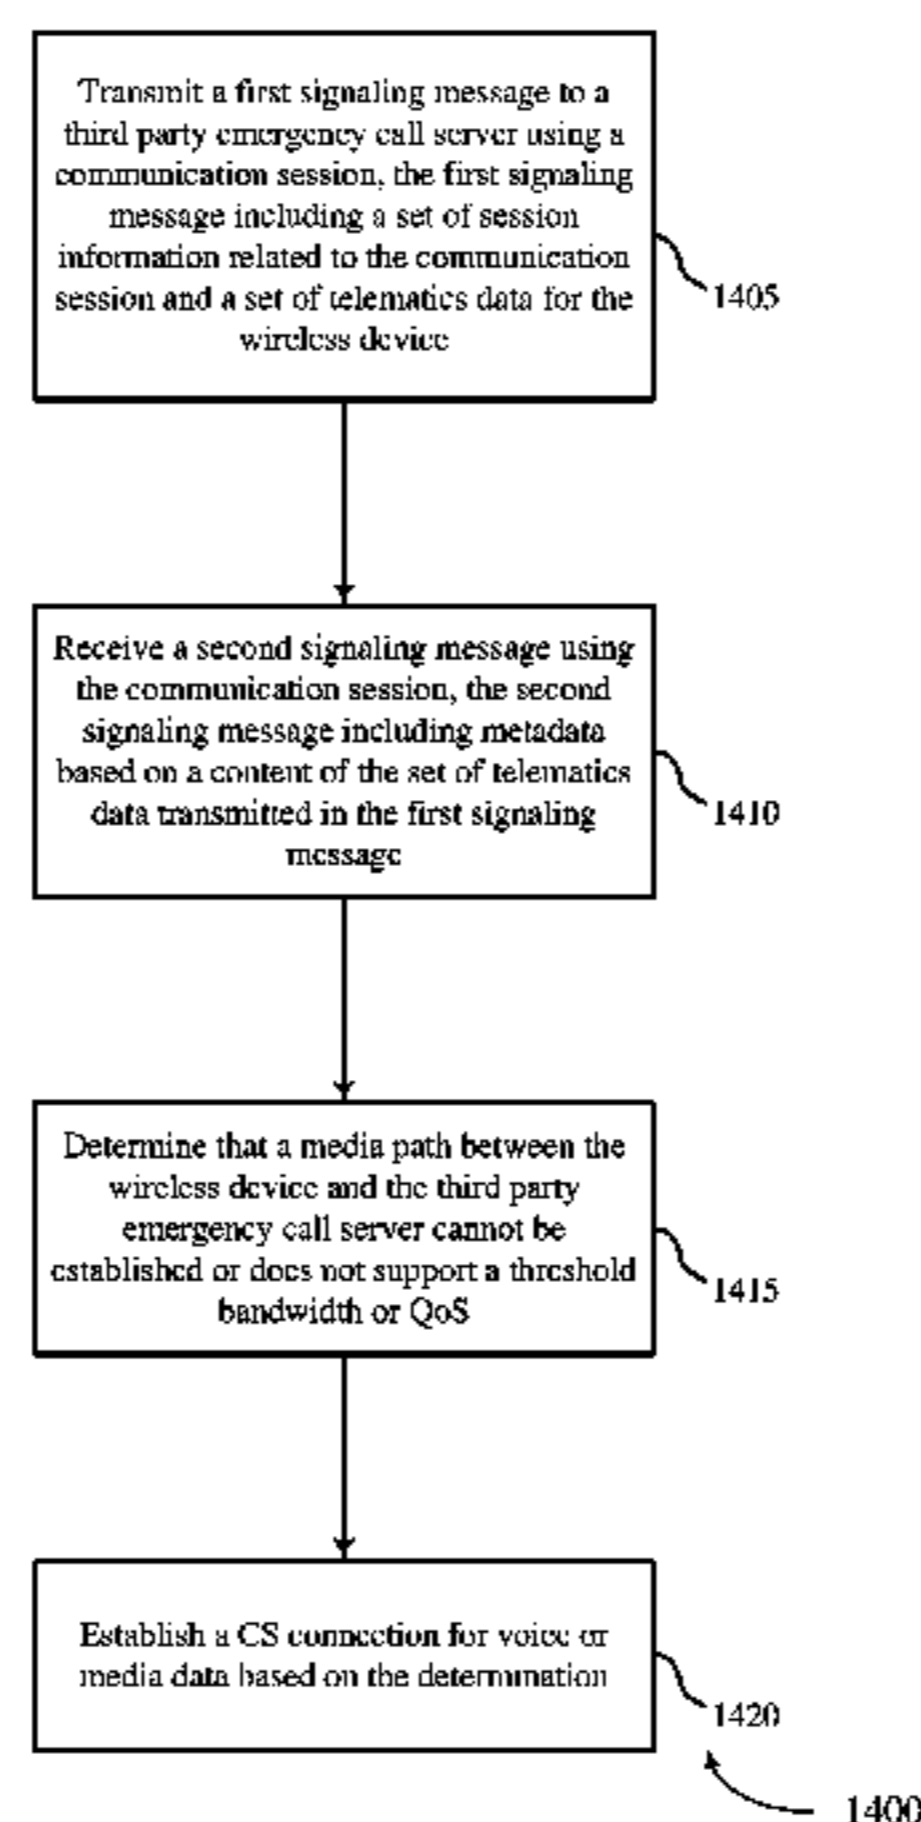 Transmit a first signaling message to a
third party emergency call server using a
communication session, the first signaling
message including a set of session
information related to the communication
session and a set of telematics data for the
wireless device
1405
Receive a second signaling message using
the communication session, the second
signaling message including metadata
based on a content of the set of telematics
data transmitted in the first signaling
message
1410
Determine that a media path between the
wireless device and the third party
emergency call server cannot be
established or does not support a threshold
bandwidth or QoS
1415
Establish a CS connection for voice or
media data based on the determination
1420
1400